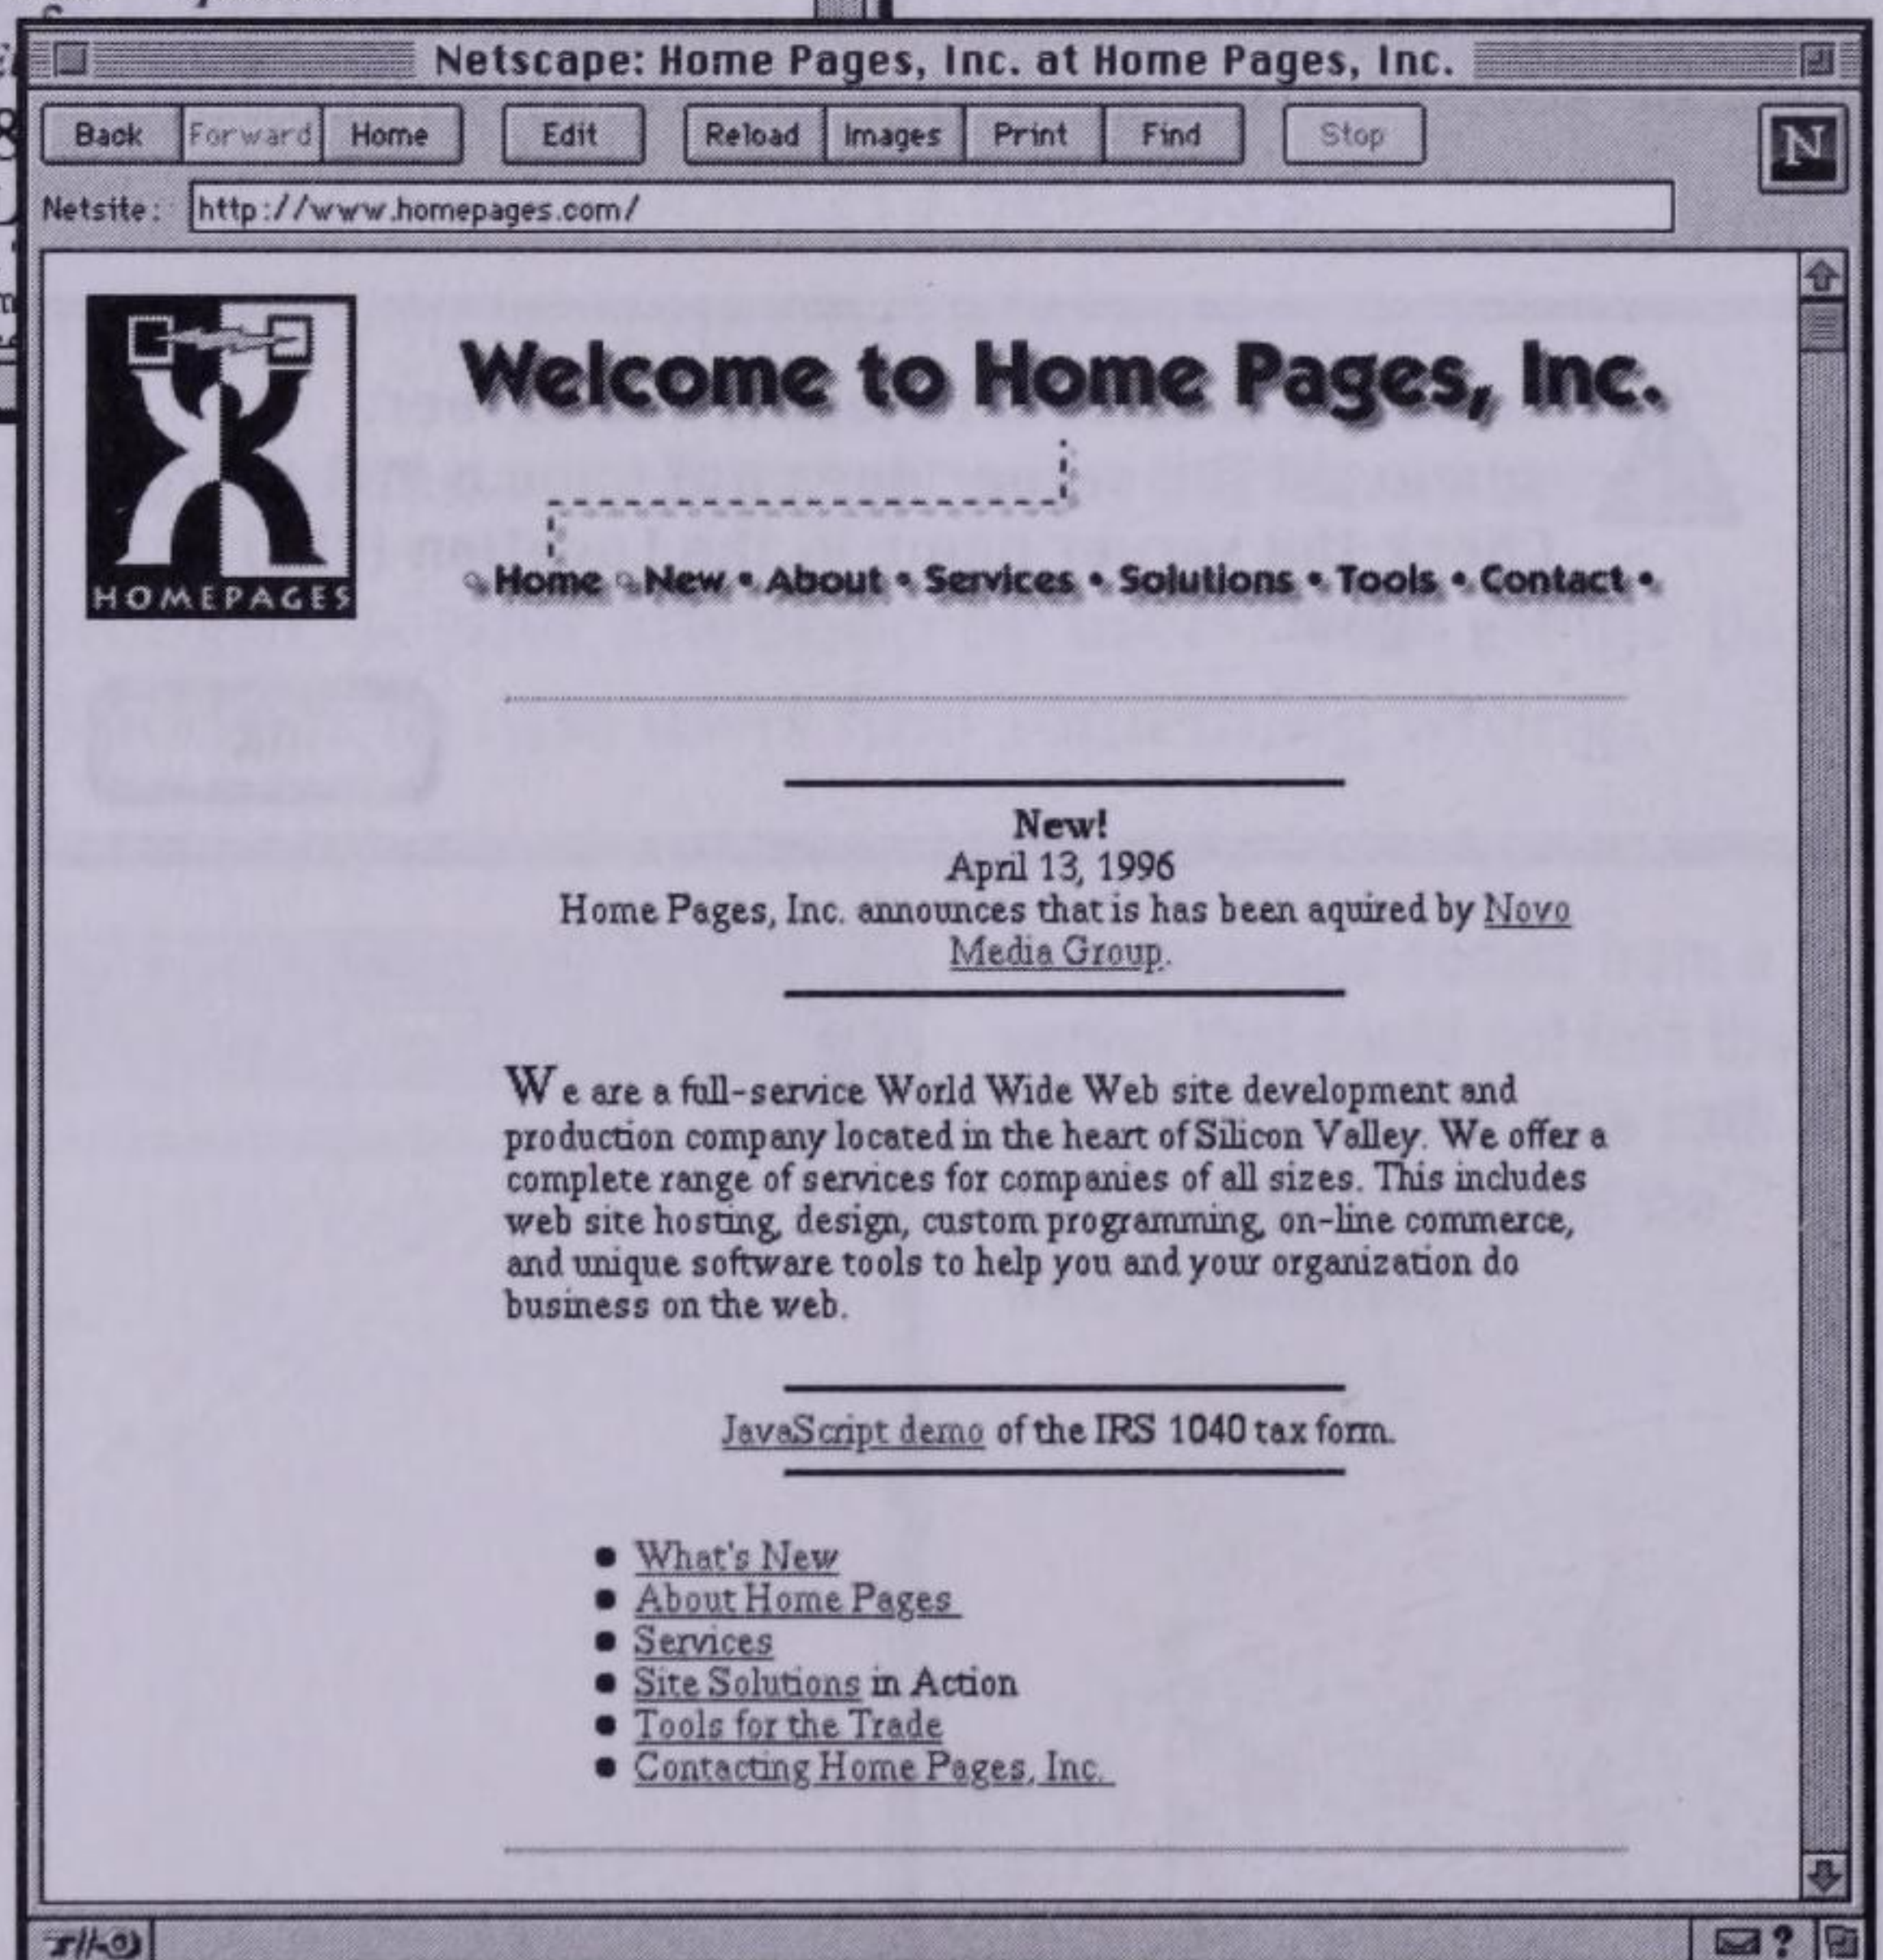 Netscape: Home Pages, Inc. at Home Pages, Inc.
Back Forward Home Edit Reload Images Print Find Stop
N
Netsite: http://www.homepages.com/
HOMEPAGES
Welcome to Home Pages, Inc.
Home New • About • Services • Solutions • Tools • Contact •
New!
April 13, 1996
Home Pages, Inc. announces that is has been aquired by Novo
Media Group.
We are a full-service World Wide Web site development and
production company located in the heart of Silicon Valley. We offer a
complete range of services for companies of all sizes. This includes
web site hosting, design, custom programming, on-line commerce,
and unique software tools to help you and your organization do
business on the web.
JavaScript demo of the IRS 1040 tax form.
• What's New
• About Home Pages
• Services
• Site Solutions in Action
• Tools for the Trade
• Contacting Home Pages, Inc.
?